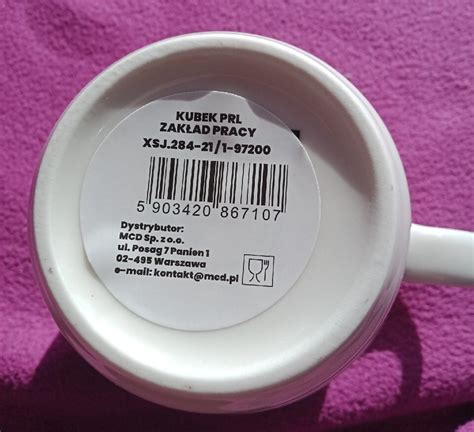 KUBEK PRL
ZAKŁAD PRACY
XSJ.284-21/1-97200
5 903420 867107
Dystrybutor:
MCD Sp. z o.o.
ul. Posag 7 Panien 1
02-495 Warszawa
e-mail: kontakt@mcd.pl